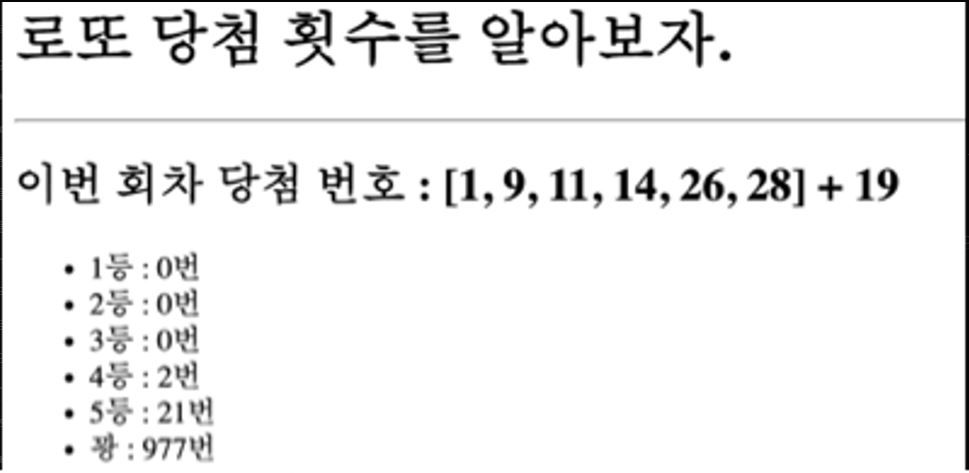 로또 당첨 횟수를 알아보자.
이번 회차 당첨 번호 : [1, 9, 11, 14, 26, 28] + 19
• 1등 : 0번
• 2등 : 0번
• 3등 : 0번
• 4등 : 2번
• 5등 : 21번
• 꽝 : 977번